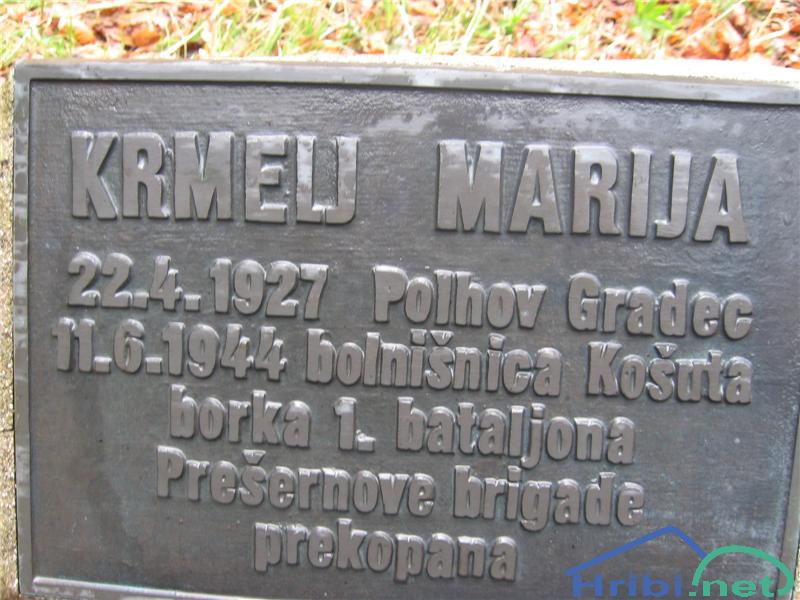 KRMELJ MARIJA
22.4.1927 Polhov Gradec
11.6.1944 bolnišnica Košuta
borka 1. bataljona
Prešernove brigade
prekopana
Hribi.net